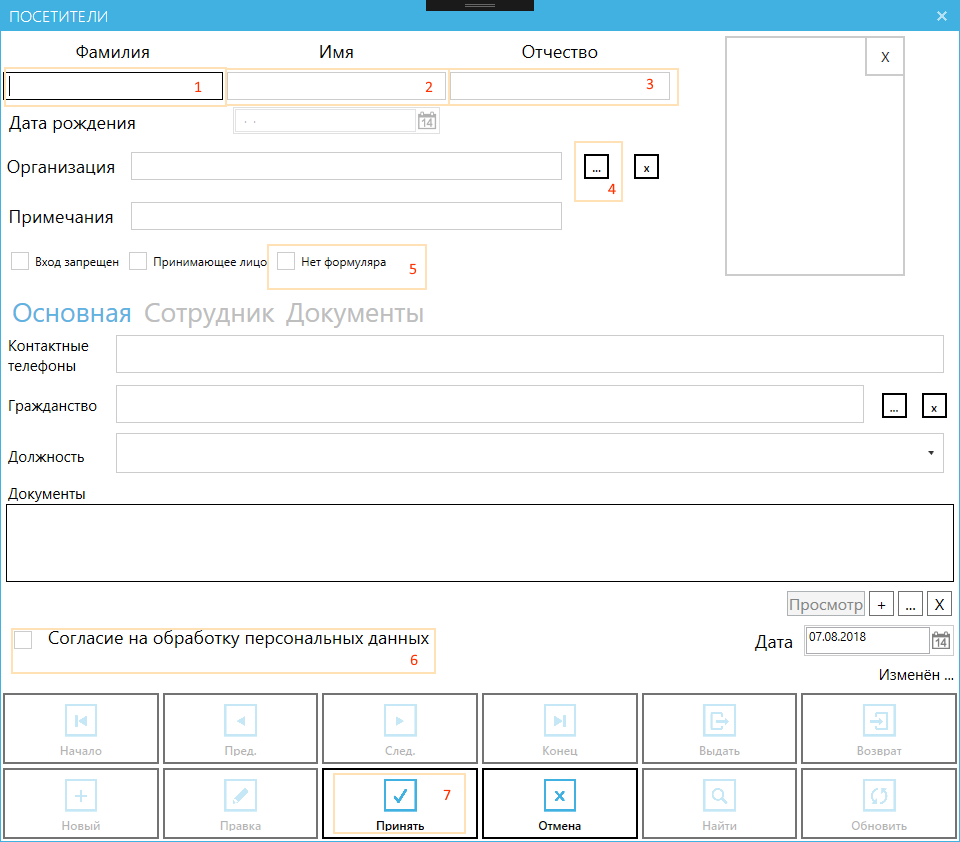 ПОСЕТИТЕЛИ
Фамилия Имя Отчество
X
1 2 3
Дата рождения . . 14
Организация ... x
4
Примечания
Вход запрещен Принимающее лицо Нет формуляра 5
Основная Сотрудник Документы
Контактные
телефоны
Гражданство ... x
Должность
Документы
Просмотр + ... X
Согласие на обработку персональных данных
6
Дата 07.08.2018 14
Изменён ...
Начало Пред. След. Конец Выдать Возврат
7
Новый Правка Принять Отмена Найти Обновить